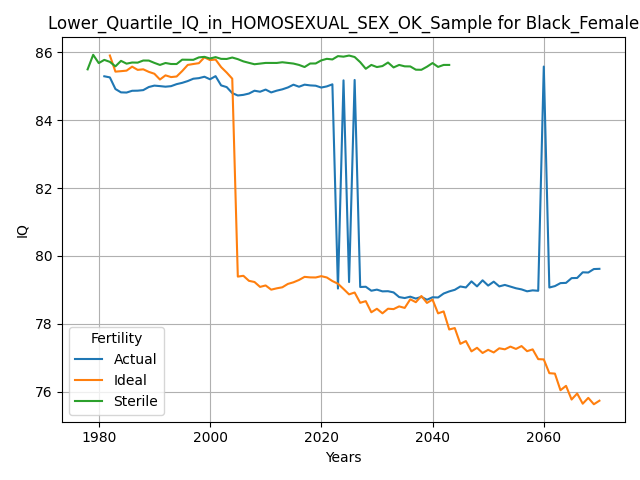 Lower_Quartile_IQ_in_HOMOSEXUAL_SEX_OK_Sample for Black_Female
86
84
82
80
78
76
IQ
Fertility
Actual
Ideal
Sterile
1980
2000
2020
2040
2060
Years